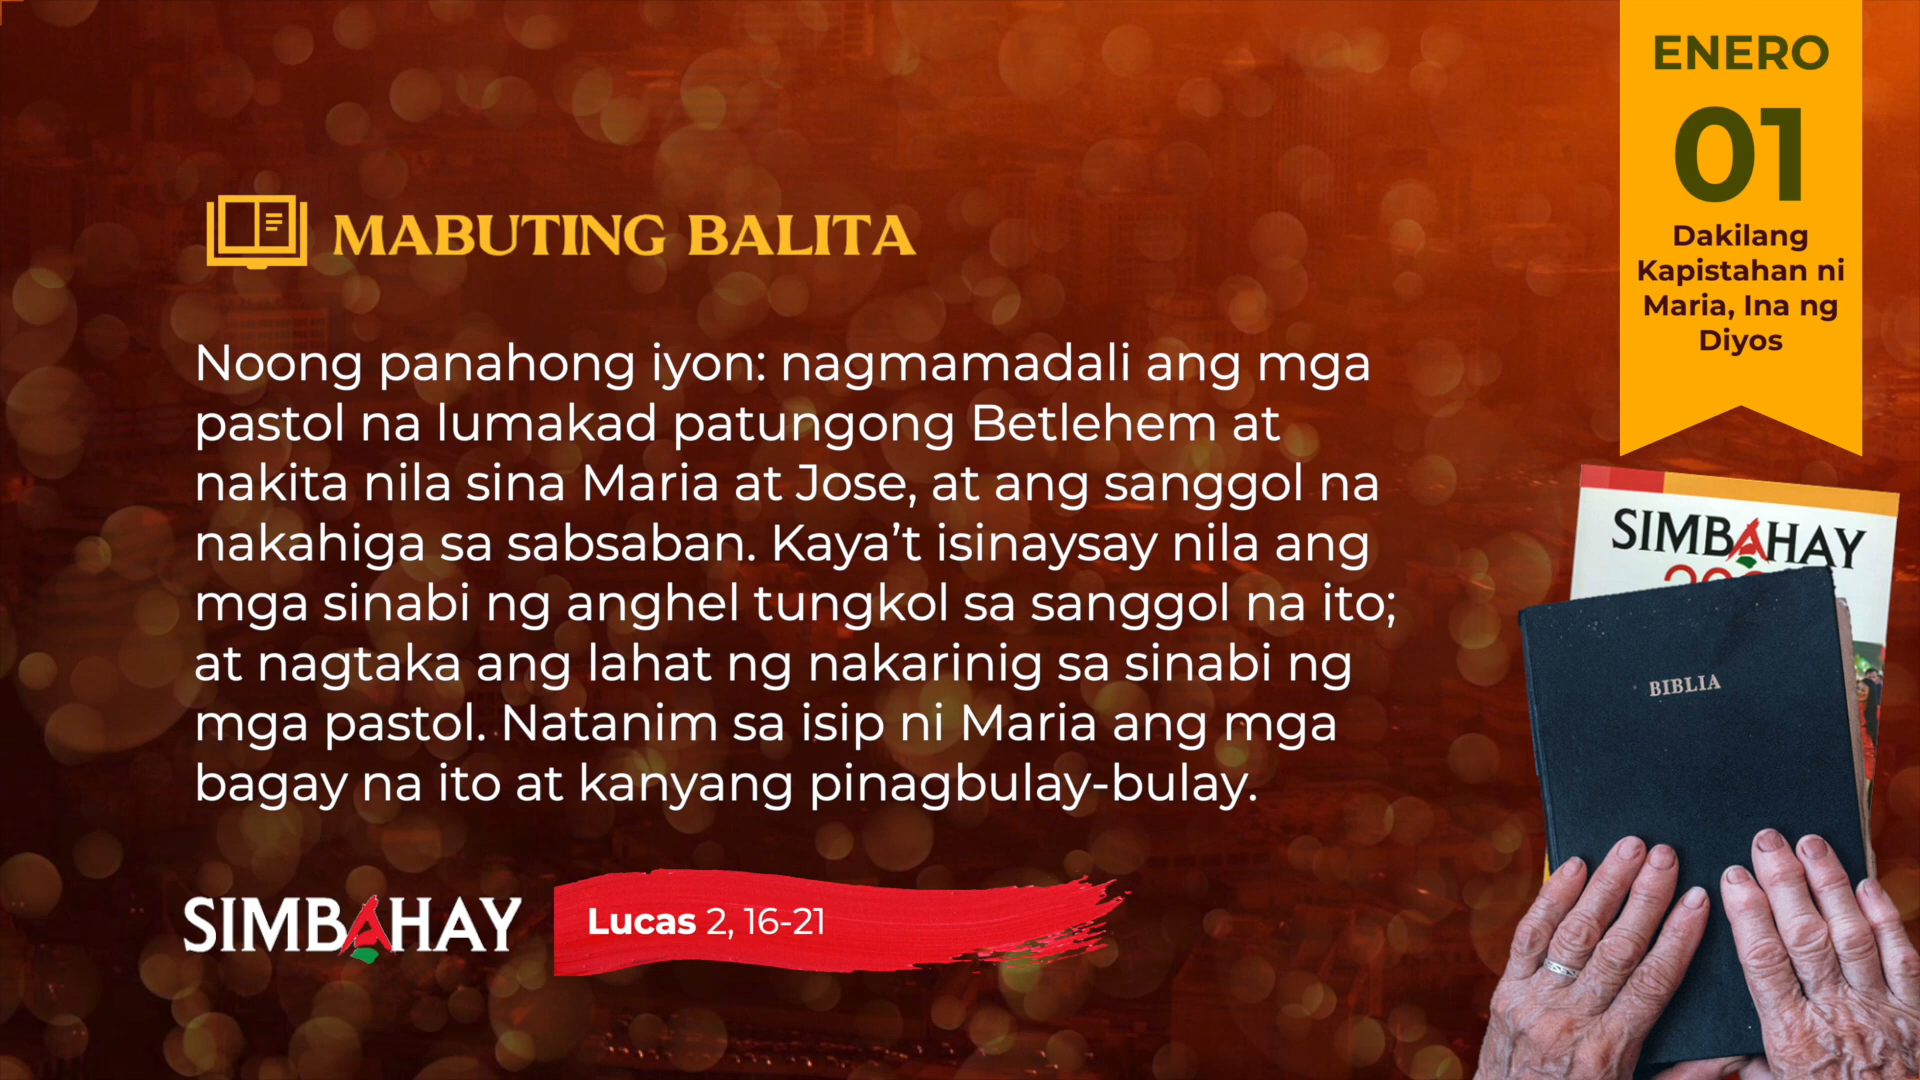 ENERO
01
Dakilang
Kapistahan ni
Maria, Ina ng
Diyos
MABUTING BALITA
Noong panahong iyon: nagmamadali ang mga
pastol na lumakad patungong Betlehem at
nakita nila sina Maria at Jose, at ang sanggol na
nakahiga sa sabsaban. Kaya’t isinaysay nila ang
mga sinabi ng anghel tungkol sa sanggol na ito;
at nagtaka ang lahat ng nakarinig sa sinabi ng
mga pastol. Natanim sa isip ni Maria ang mga
bagay na ito at kanyang pinagbulay-bulay.
SIMBAHAY
Lucas 2, 16-21
SIMBAHAY
BIBLIA